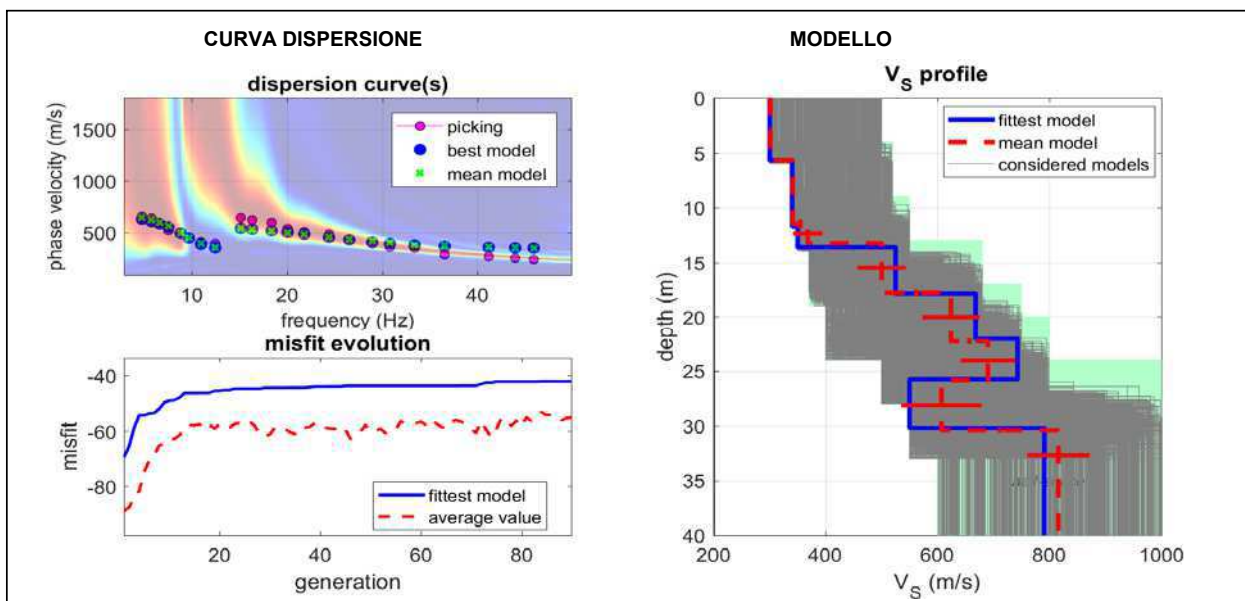 CURVA DISPERSIONE
MODELLO
dispersion curve(s)
1500
1000
500
phase velocity (m/s)
picking
best model
mean model
10
20
30
40
frequency (Hz)
misfit evolution
-40
-60
-80
misfit
fittest model
average value
20
40
60
80
generation
V_S profile
0
5
10
15
20
25
30
35
40
depth (m)
fittest model
mean model
considered models
200
400
600
800
1000
V_S (m/s)